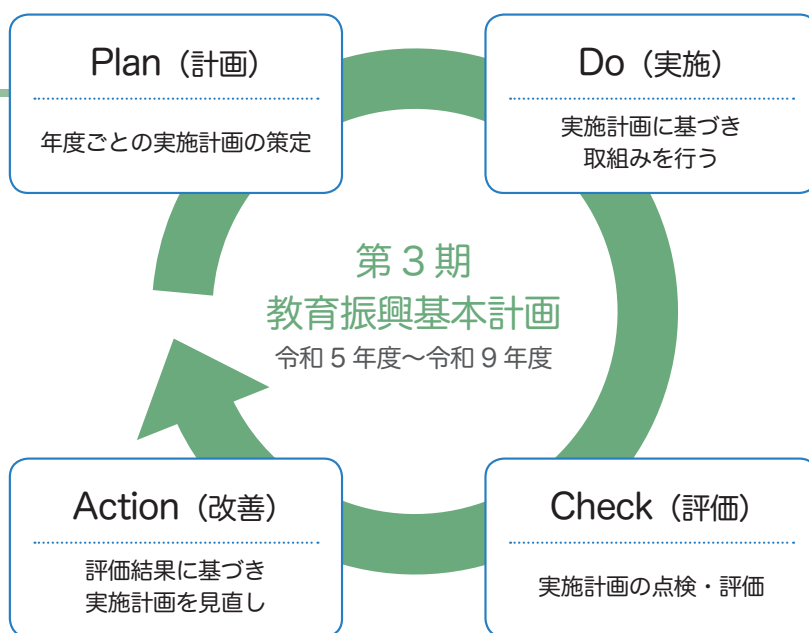 Plan（計画）
年度ごとの実施計画の策定
Do（実施）
実施計画に基づき
取組みを行う
第3期
教育振興基本計画
令和5年度～令和9年度
Action（改善）
評価結果に基づき
実施計画を見直し
Check（評価）
実施計画の点検・評価